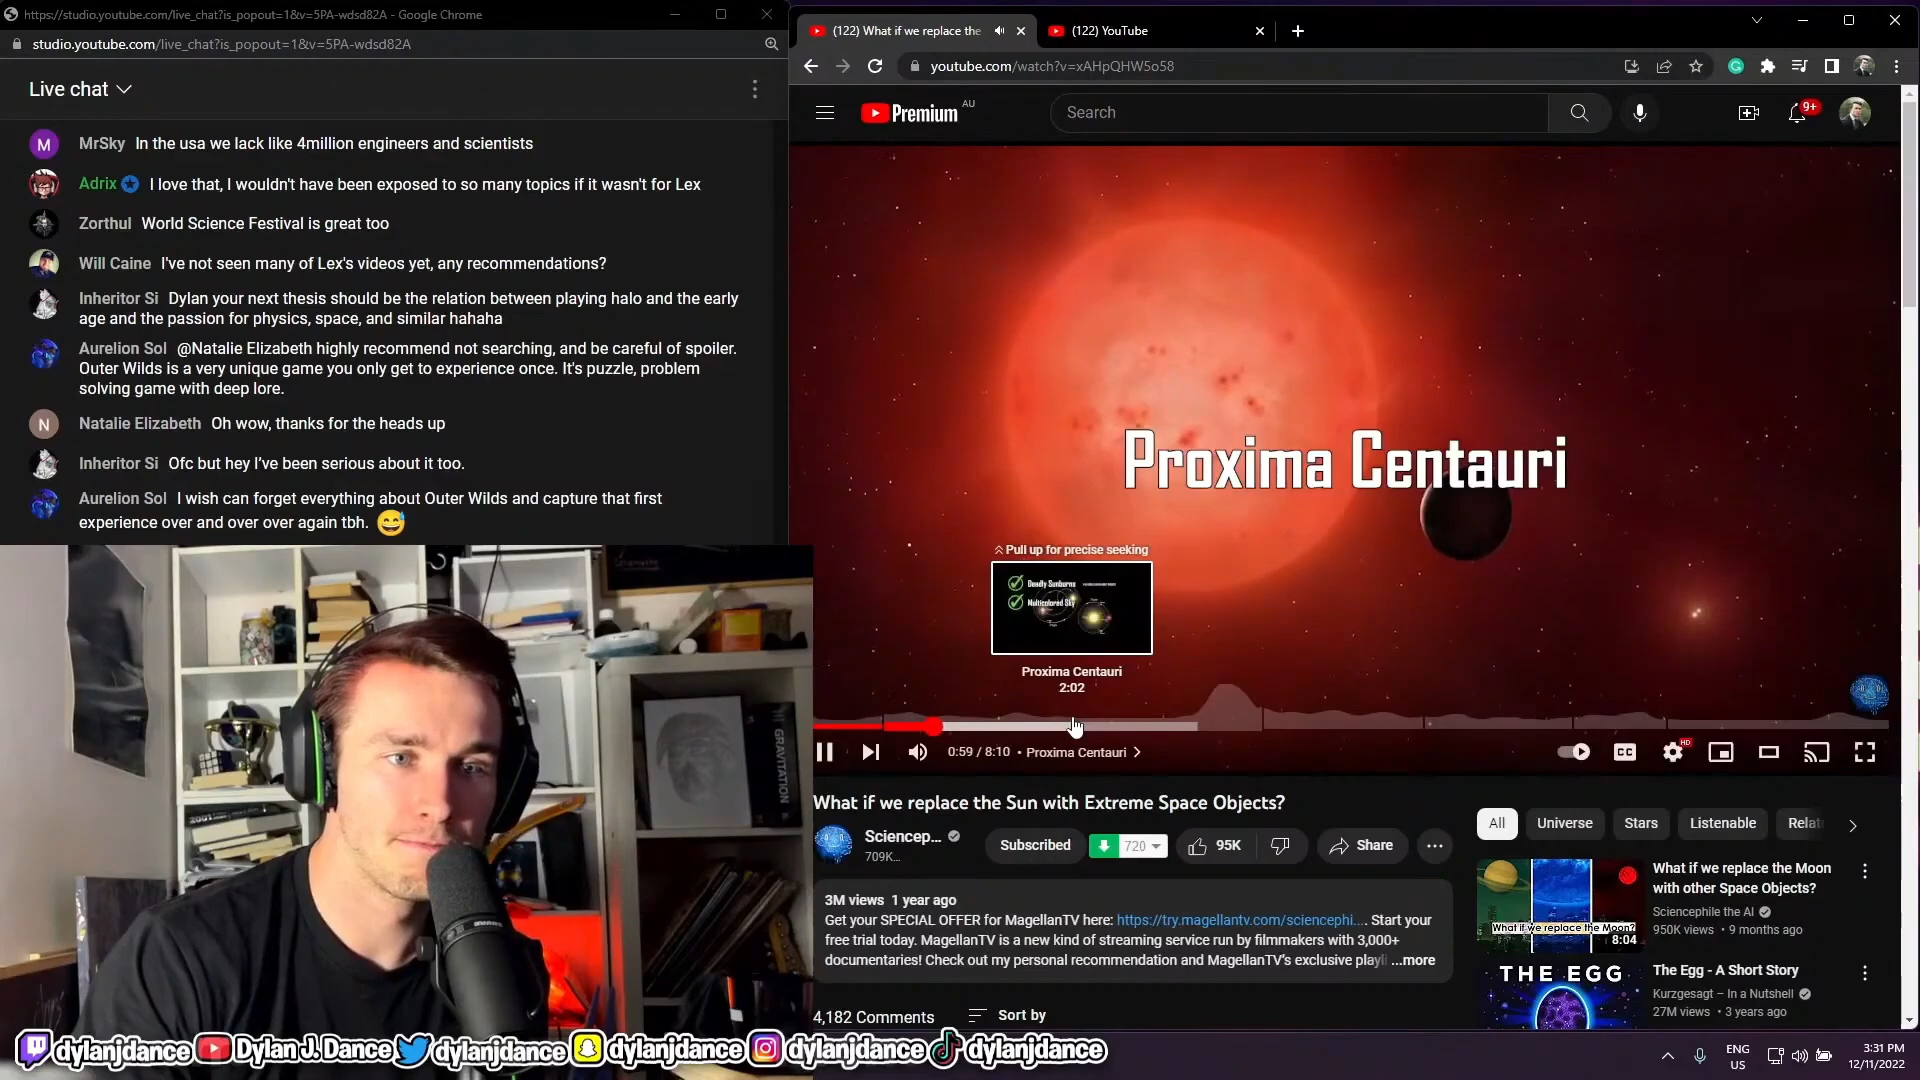 https://studio.youtube.com/live_chat?is_popout=1&v=5PA-wdsd82A - Google Chrome
studio.youtube.com/live_chat?is_popout=1&v=5PA-wdsd82A
Live chat
M MrSky In the usa we lack like 4million engineers and scientists
Adrix I love that, I wouldn't have been exposed to so many topics if it wasn't for Lex
Zorthul World Science Festival is great too
Will Caine I've not seen many of Lex's videos yet, any recommendations?
Inheritor Si Dylan your next thesis should be the relation between playing halo and the early
age and the passion for physics, space, and similar hahaha
Aurelion Sol @Natalie Elizabeth highly recommend not searching, and be careful of spoiler.
Outer Wilds is a very unique game you only get to experience once. It's puzzle, problem
solving game with deep lore.
N Natalie Elizabeth Oh wow, thanks for the heads up
Inheritor Si Ofc but hey I've been serious about it too.
Aurelion Sol I wish can forget everything about Outer Wilds and capture that first
experience over and over over again tbh. 😅
GRAVITATION
2001
(122) What if we replace the
(122) YouTube
youtube.com/watch?v=xAHpQHW5o58
Premium AU
Search
9+
Proxima Centauri
Pull up for precise seeking
Deadly Sunburns
Multicolored Sky
Proxima Centauri
2:02
0:59 / 8:10 • Proxima Centauri
CC
HD
What if we replace the Sun with Extreme Space Objects?
Sciencep...
709K...
Subscribed
720
95K
Share
3M views 1 year ago
Get your SPECIAL OFFER for MagellanTV here: https://try.magellantv.com/sciencephi.... Start your
free trial today. MagellanTV is a new kind of streaming service run by filmmakers with 3,000+
documentaries! Check out my personal recommendation and MagellanTV's exclusive playli ...more
4,182 Comments
Sort by
All
Universe
Stars
Listenable
Relat
What if we replace the Moon?
8:04
What if we replace the Moon
with other Space Objects?
Sciencephile the AI
950K views • 9 months ago
THE EGG
The Egg - A Short Story
Kurzgesagt – In a Nutshell
27M views • 3 years ago
dylanjdance
Dylan J. Dance
dylanjdance
dylanjdance
dylanjdance
dylanjdance
ENG
US
3:31 PM
12/11/2022